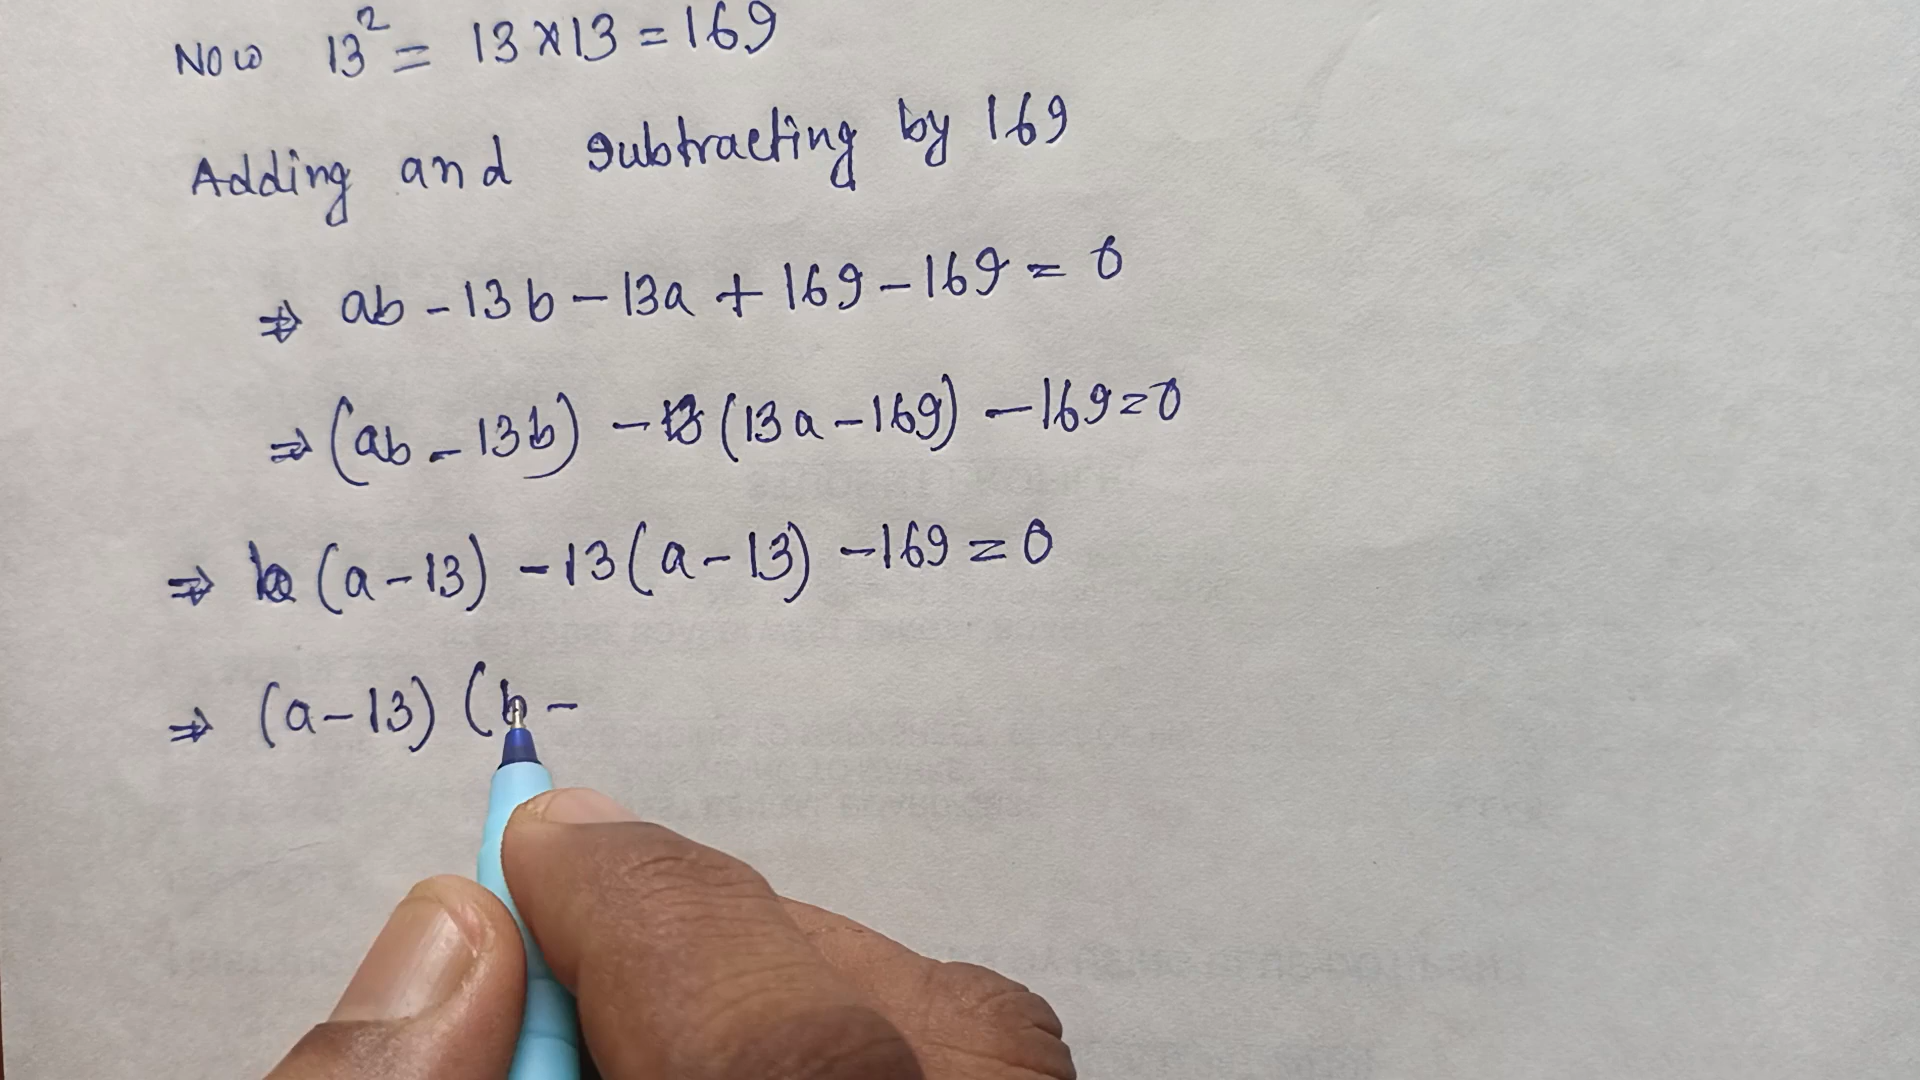 Now 13² = 13 × 13 = 169
Adding and subtracting by 169
⇒ ab - 13b - 13a + 169 - 169 = 0
⇒ (ab - 13b) - (13a - 169) - 169 = 0
⇒ b (a - 13) - 13 (a - 13) - 169 = 0
⇒ (a - 13) (b -